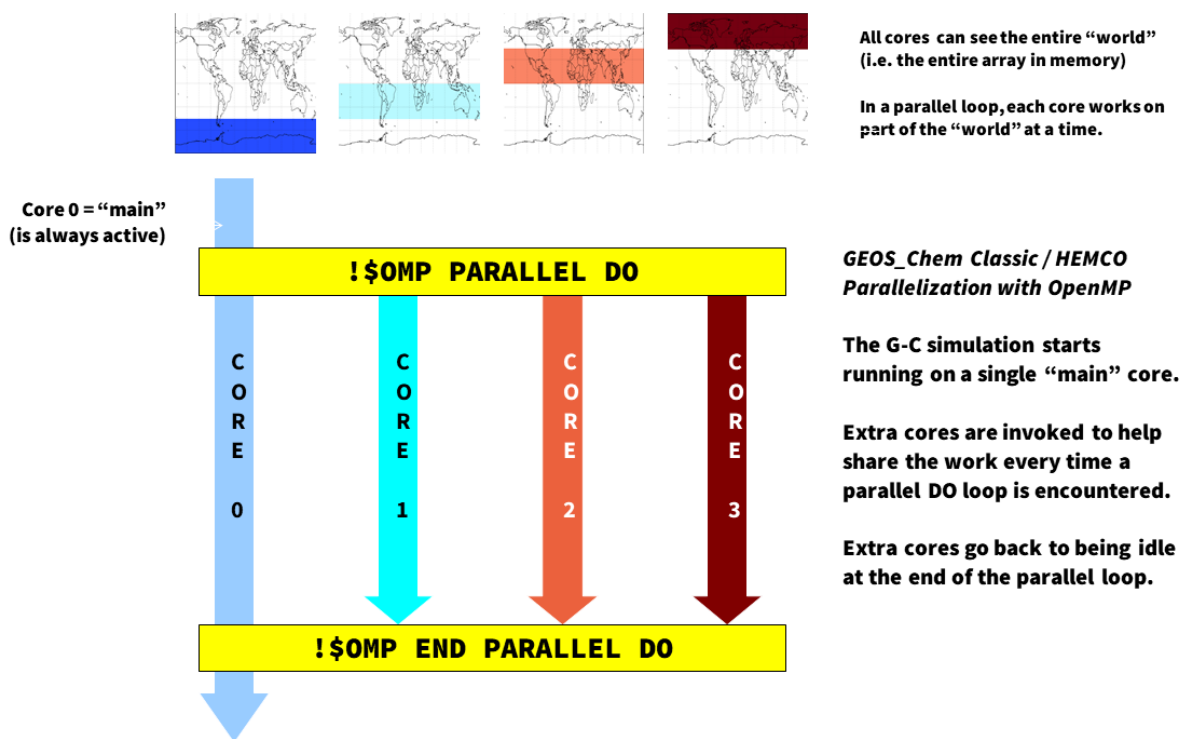 All cores can see the entire “world”
(i.e. the entire array in memory)
In a parallel loop, each core works on
part of the “world” at a time.
Core 0 = “main”
(is always active)
!$OMP PARALLEL DO
GEOS_Chem Classic / HEMCO
Parallelization with OpenMP
The G-C simulation starts
running on a single “main” core.
Extra cores are invoked to help
share the work every time a
parallel DO loop is encountered.
Extra cores go back to being idle
at the end of the parallel loop.
CORE 0
CORE 1
CORE 2
CORE 3
!$OMP END PARALLEL DO